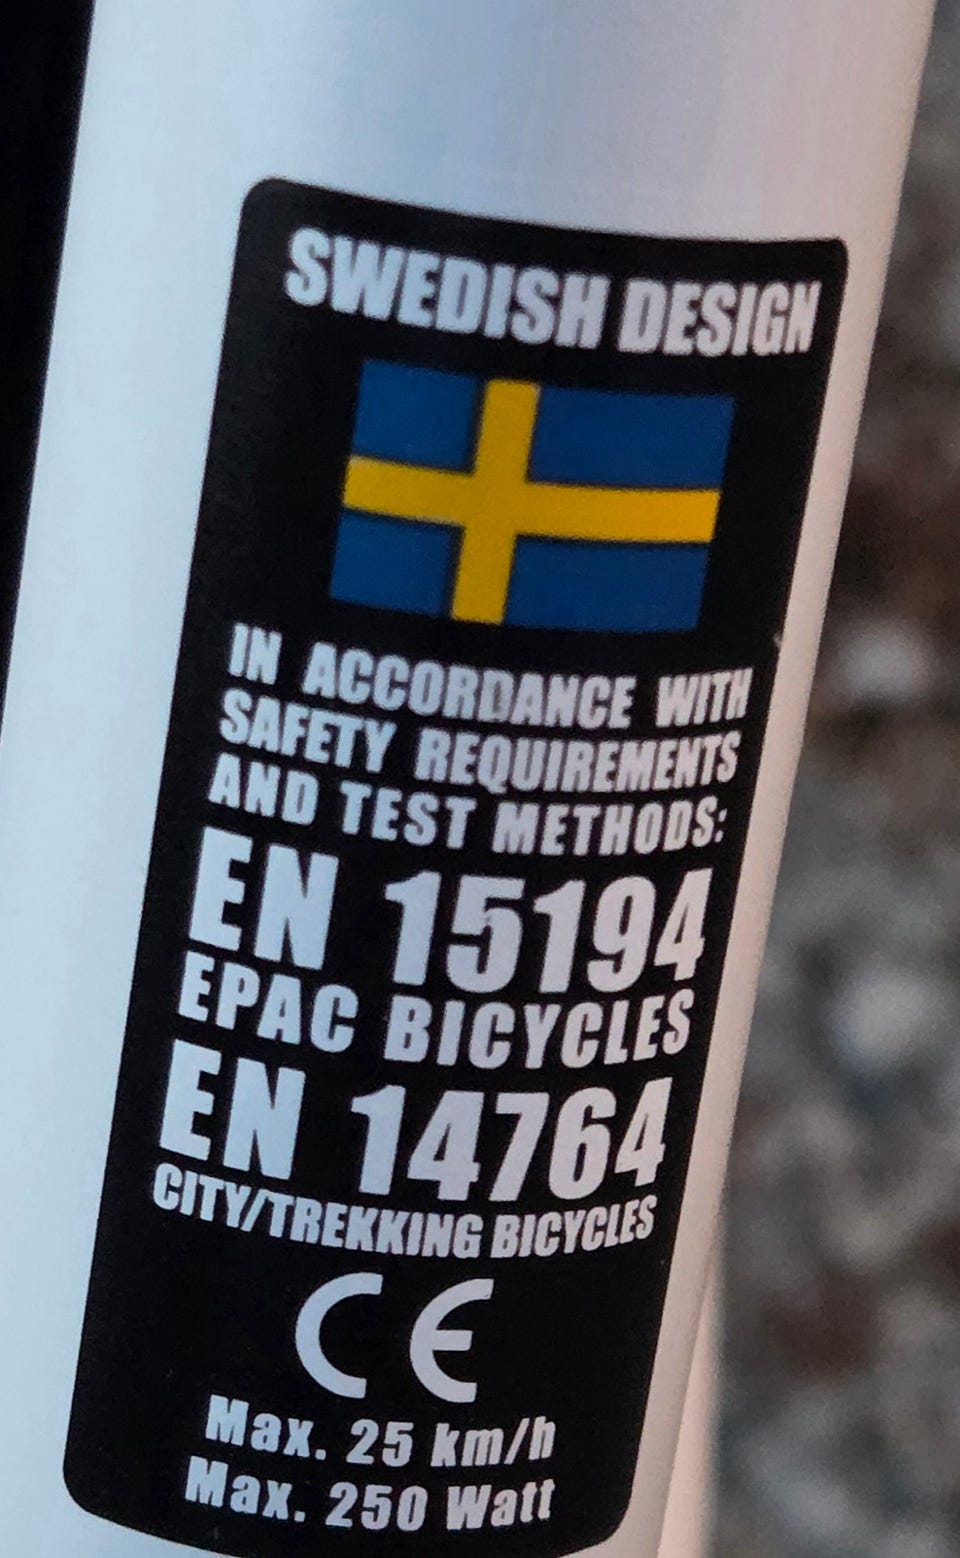 SWEDISH DESIGN
IN ACCORDANCE WITH
SAFETY REQUIREMENTS
AND TEST METHODS:
EN 15194
EPAC BICYCLES
EN 14764
CITY/TREKKING BICYCLES
CE
Max. 25 km/h
Max. 250 Watt